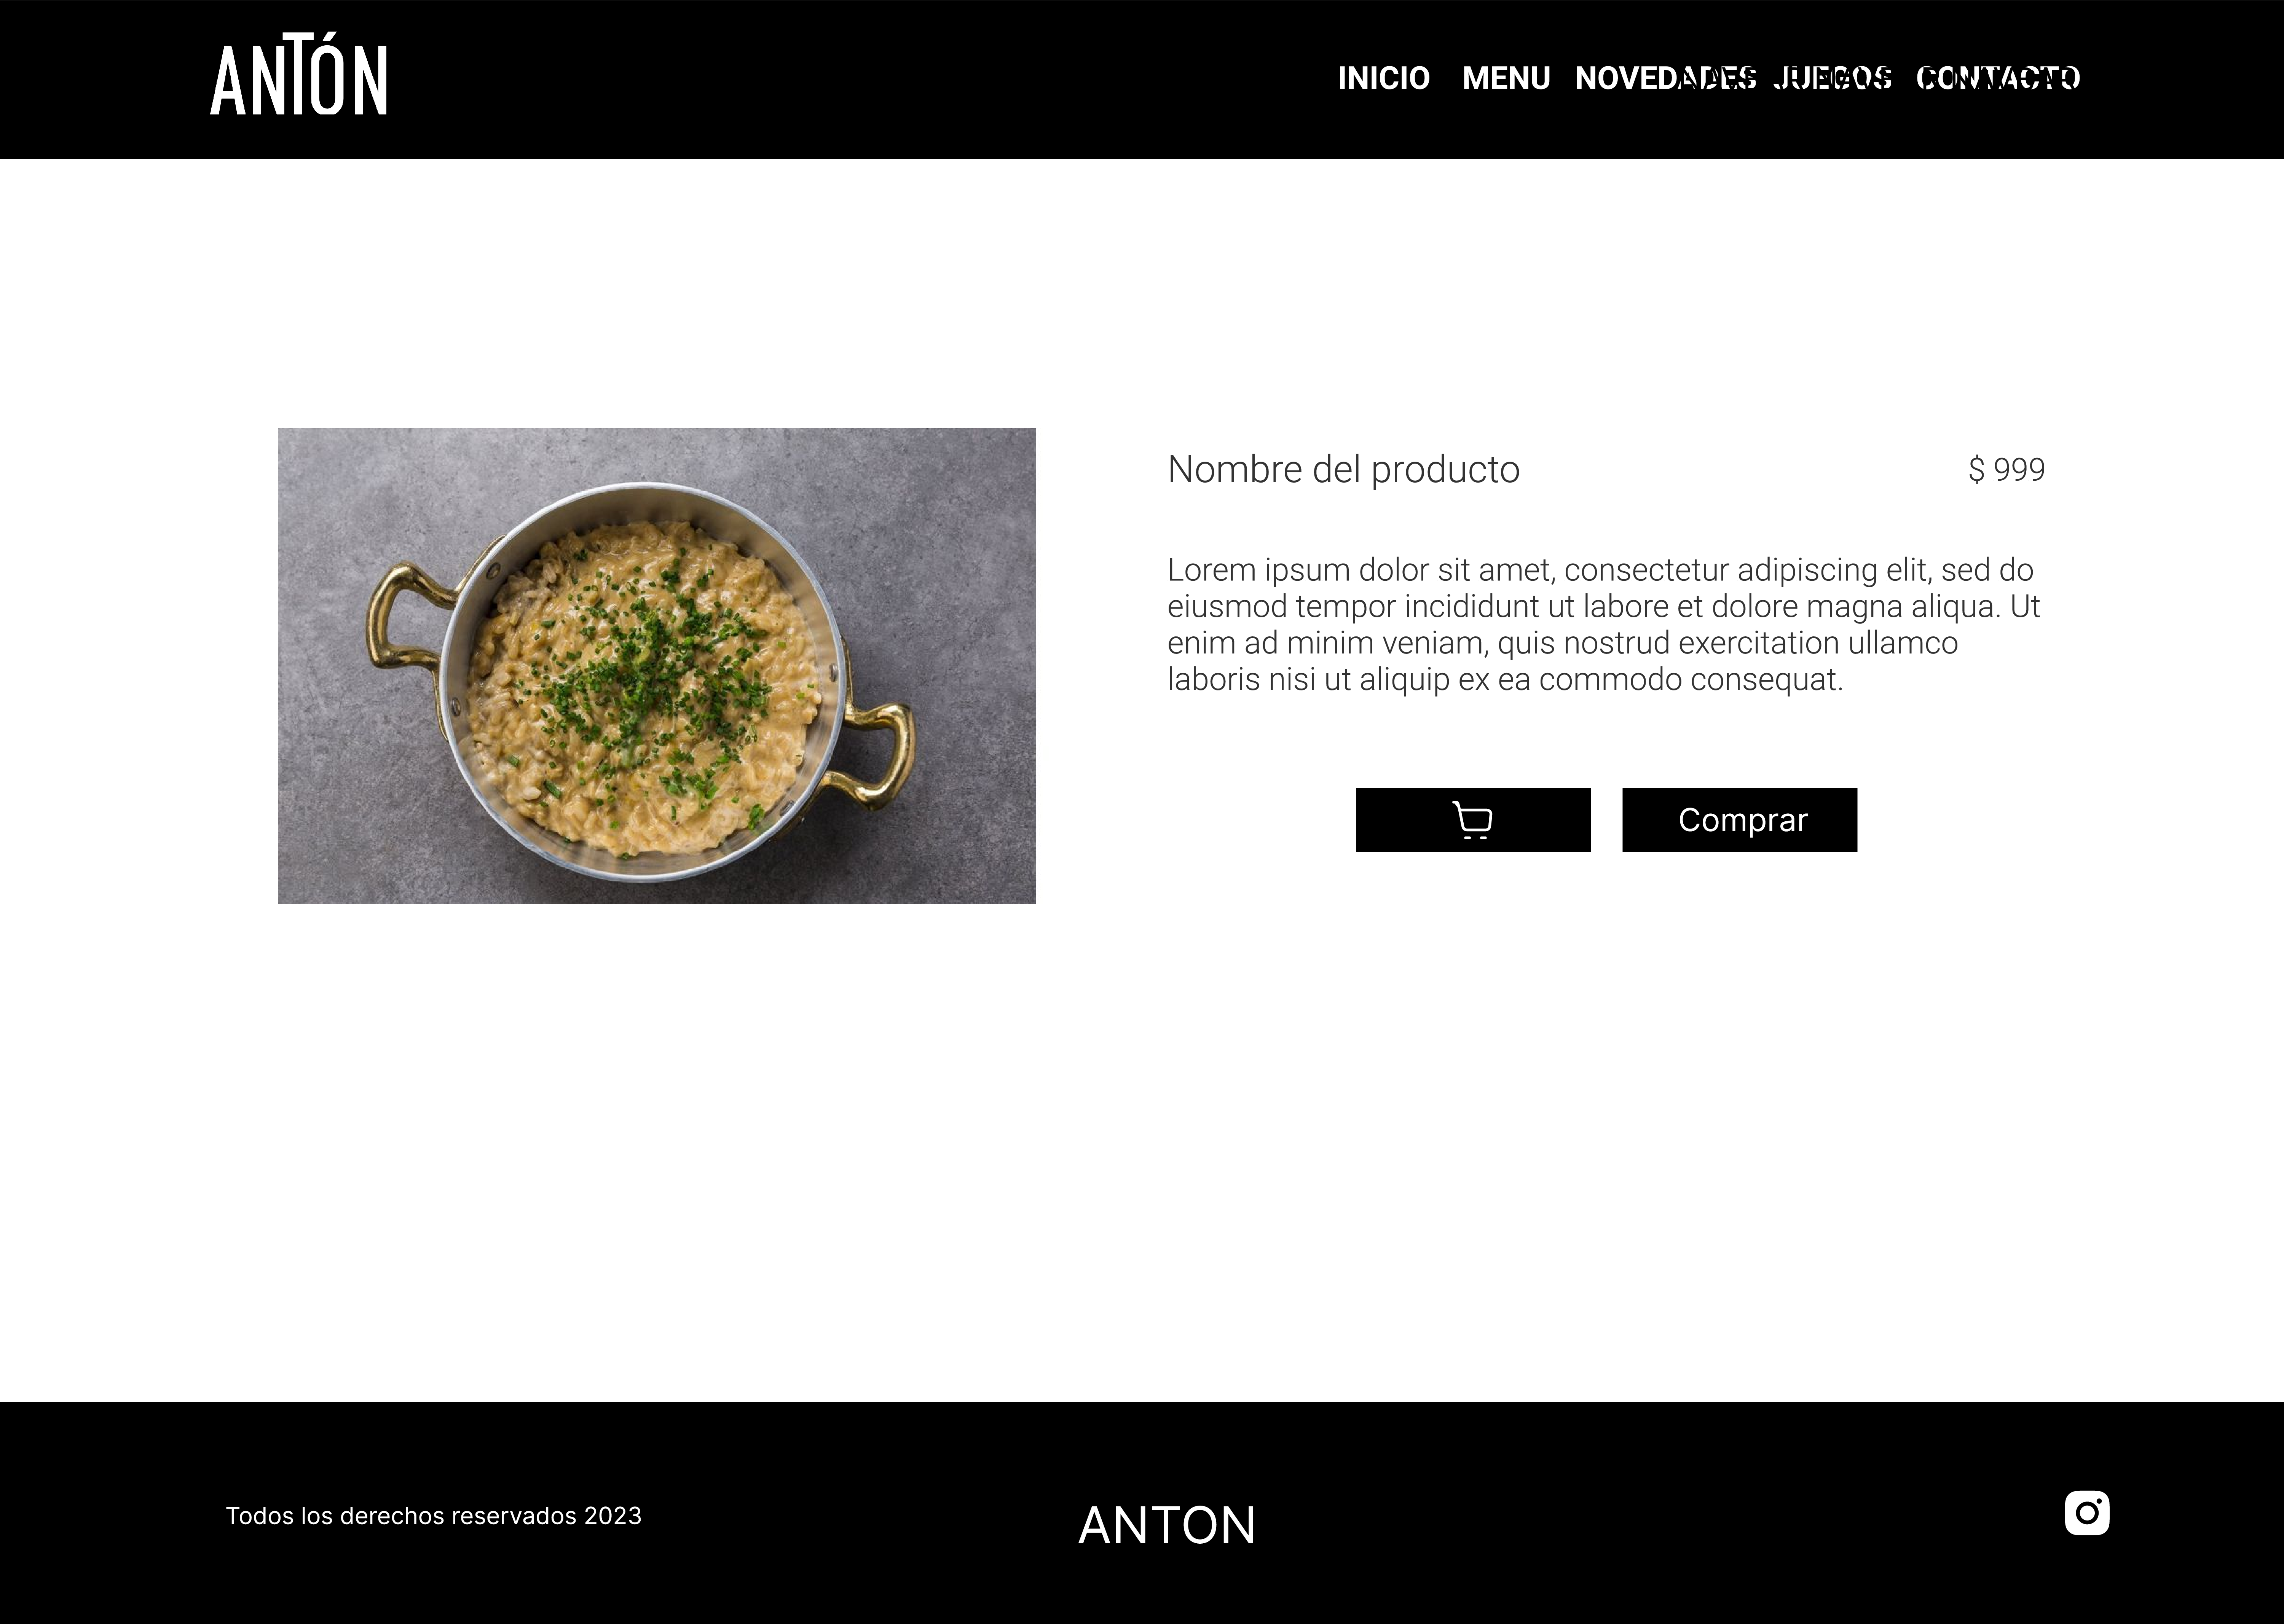 ANTÓN
INICIO MENU NOVEDADES JUEGOS CONTACTO
Nombre del producto $ 999
Lorem ipsum dolor sit amet, consectetur adipiscing elit, sed do
eiusmod tempor incididunt ut labore et dolore magna aliqua. Ut
enim ad minim veniam, quis nostrud exercitation ullamco
laboris nisi ut aliquip ex ea commodo consequat.
Comprar
Todos los derechos reservados 2023
ANTON